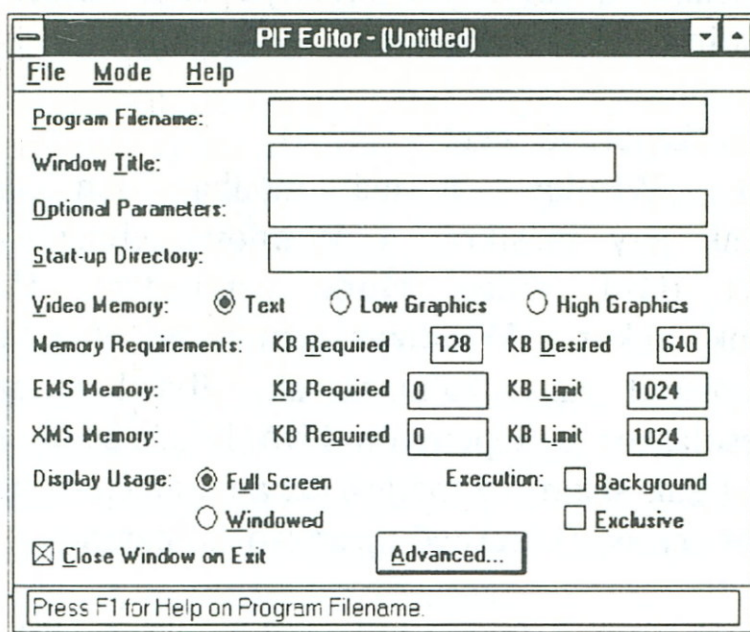 PIF Editor - (Untitled)
File Mode Help
Program Filename:
Window Title:
Optional Parameters:
Start-up Directory:
Video Memory: Text Low Graphics High Graphics
Memory Requirements: KB Required 128 KB Desired 640
EMS Memory: KB Required 0 KB Limit 1024
XMS Memory: KB Required 0 KB Limit 1024
Display Usage: Full Screen Execution: Background
Windowed Exclusive
Close Window on Exit Advanced...
Press F1 for Help on Program Filename.